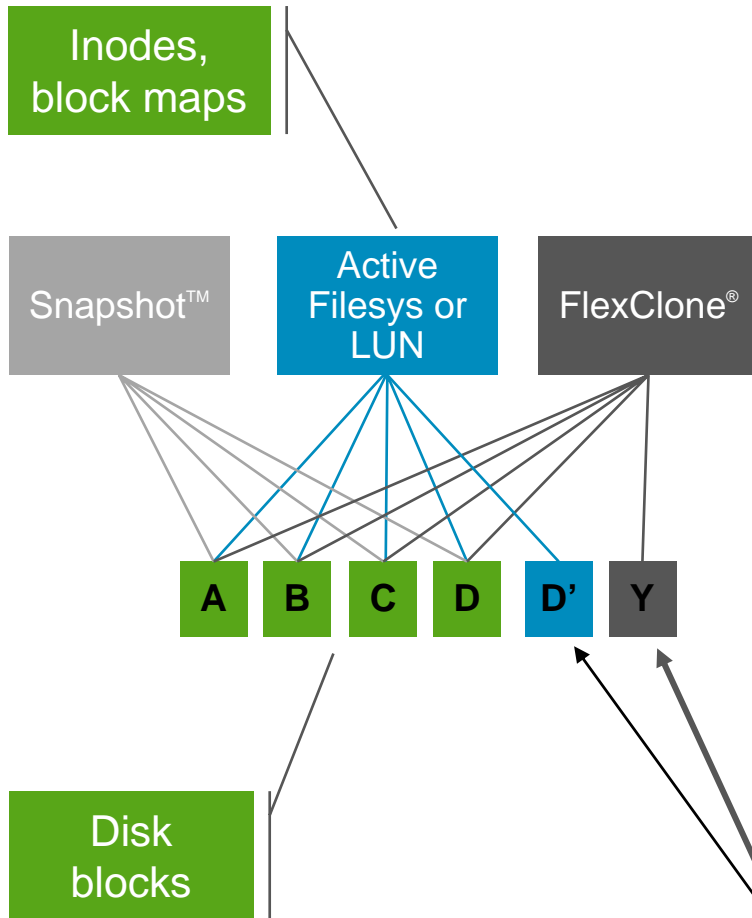 Inodes,
block maps
Snapshot™
Active
Filesys or
LUN
FlexClone®
A B C D D’ Y
Disk
blocks